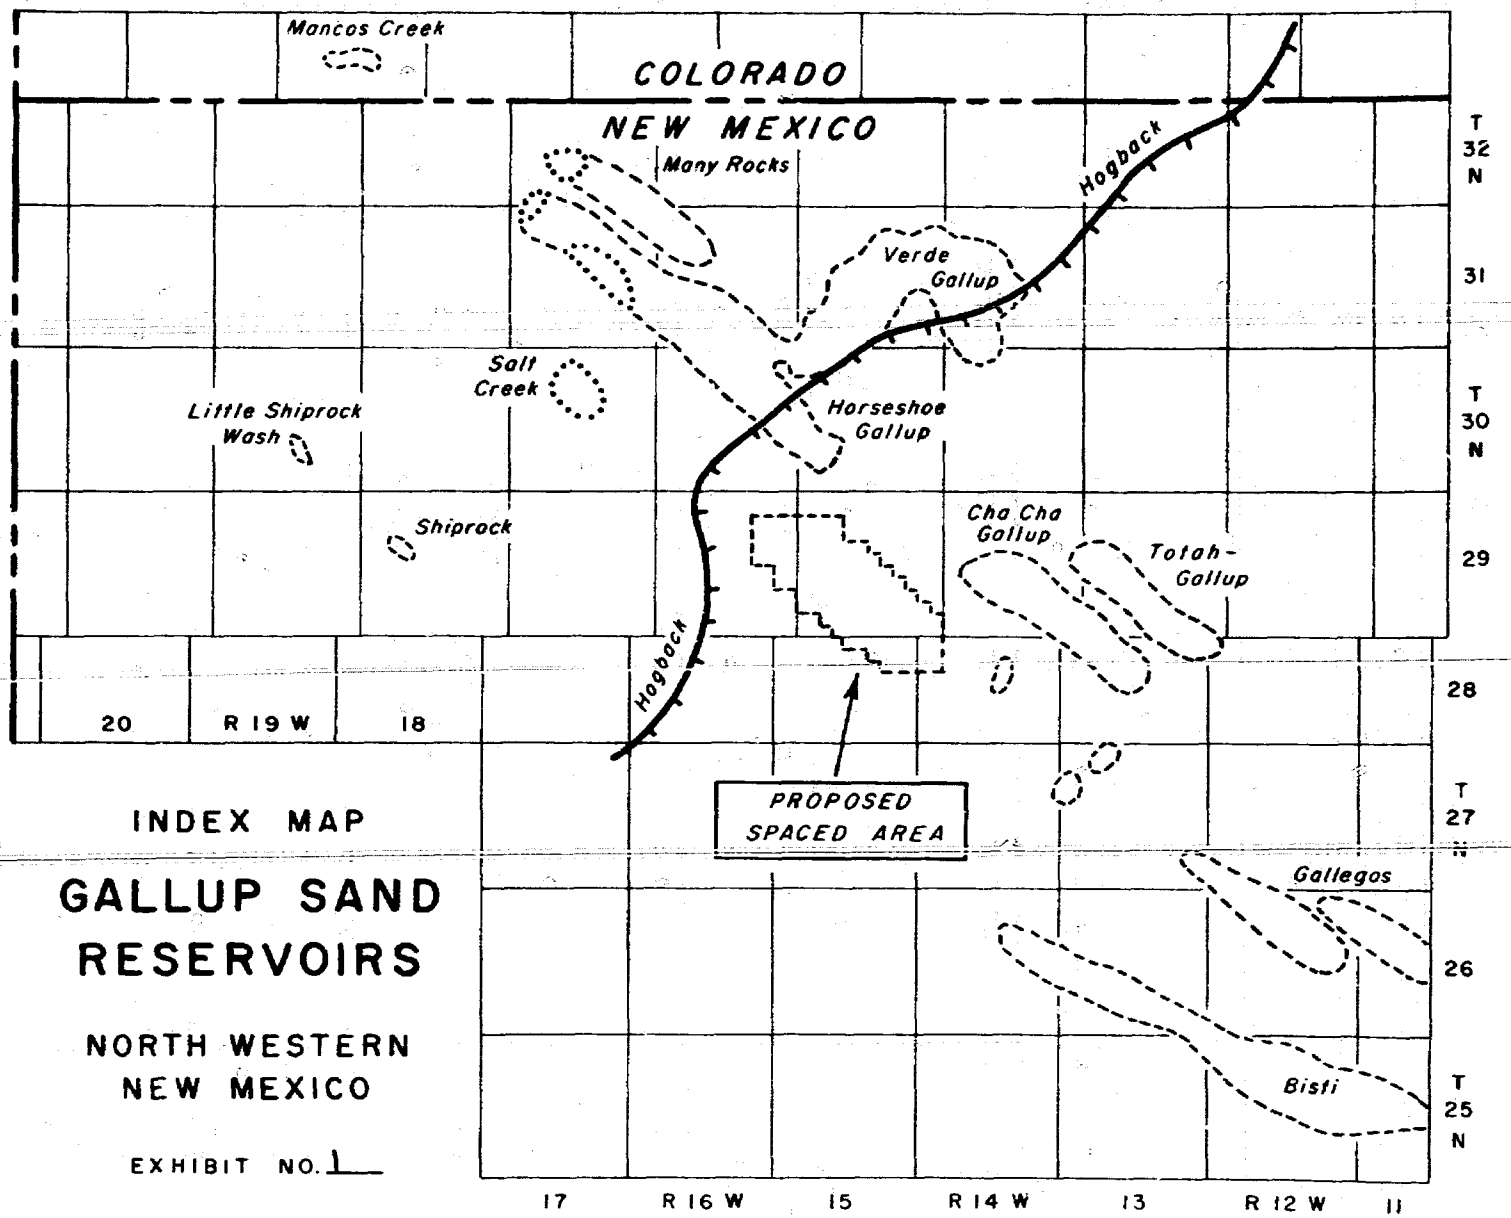 Mancos Creek
COLORADO
NEW MEXICO
Many Rocks
Hogback
T
32
N
Verde
Gallup
31
Salt
Creek
Little Shiprock
Wash
Horseshoe
Gallup
T
30
N
Shiprock
Cha Cha
Gallup
Totah-
Gallup
29
Hogback
28
20
R 19 W
18
PROPOSED
SPACED AREA
T
27
N
INDEX MAP
GALLUP SAND
RESERVOIRS
Gallegos
26
NORTH WESTERN
NEW MEXICO
Bisti
T
25
N
EXHIBIT NO. 1
17
R 16 W
15
R 14 W
13
R 12 W
11